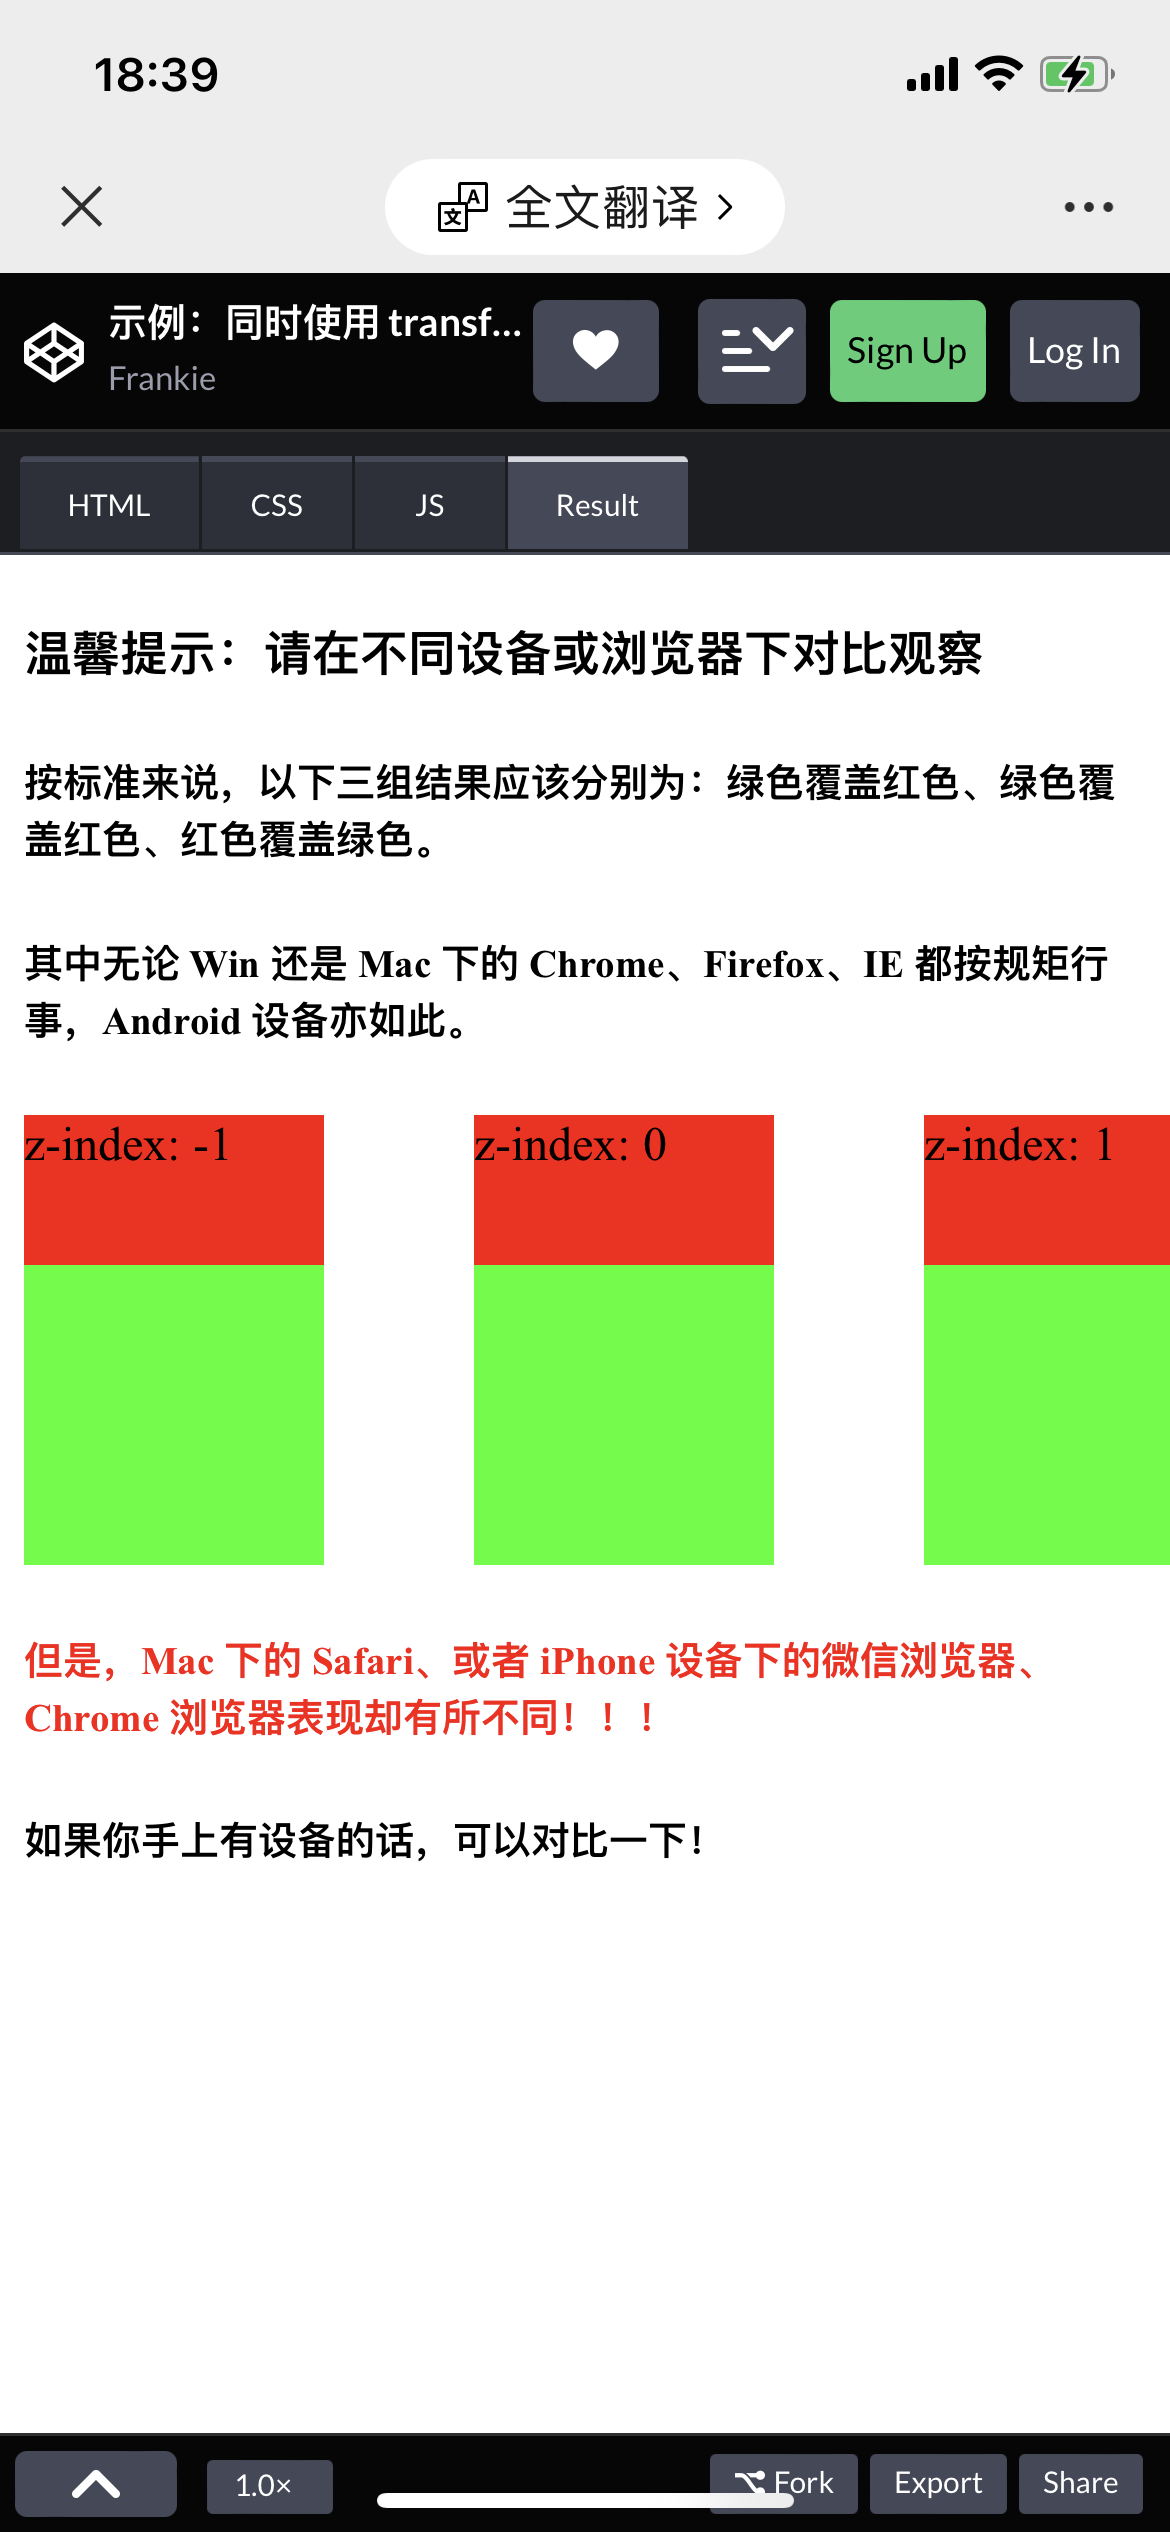 18:39
全文翻译
示例：同时使用 transf...
Frankie
Sign Up
Log In
HTML
CSS
JS
Result
温馨提示：请在不同设备或浏览器下对比观察
按标准来说，以下三组结果应该分别为：绿色覆盖红色、绿色覆
盖红色、红色覆盖绿色。
其中无论 Win 还是 Mac 下的 Chrome、Firefox、IE 都按规矩行
事，Android 设备亦如此。
z-index: -1
z-index: 0
z-index: 1
但是，Mac 下的 Safari、或者 iPhone 设备下的微信浏览器、
Chrome 浏览器表现却有所不同！！！
如果你手上有设备的话，可以对比一下！
1.0×
Fork
Export
Share